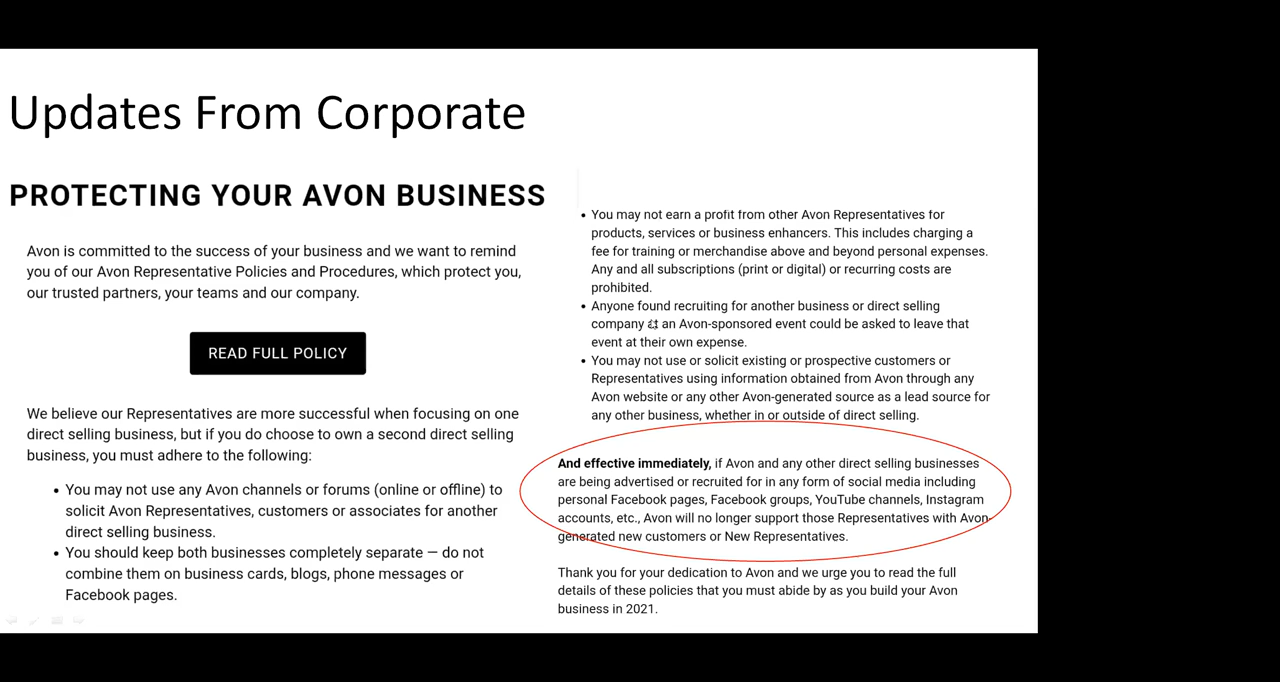 Updates From Corporate
PROTECTING YOUR AVON BUSINESS
Avon is committed to the success of your business and we want to remind
you of our Avon Representative Policies and Procedures, which protect you,
our trusted partners, your teams and our company.
READ FULL POLICY
We believe our Representatives are more successful when focusing on one
direct selling business, but if you do choose to own a second direct selling
business, you must adhere to the following:
• You may not use any Avon channels or forums (online or offline) to
solicit Avon Representatives, customers or associates for another
direct selling business.
• You should keep both businesses completely separate — do not
combine them on business cards, blogs, phone messages or
Facebook pages.
• You may not earn a profit from other Avon Representatives for
products, services or business enhancers. This includes charging a
fee for training or merchandise above and beyond personal expenses.
Any and all subscriptions (print or digital) or recurring costs are
prohibited.
• Anyone found recruiting for another business or direct selling
company at an Avon-sponsored event could be asked to leave that
event at their own expense.
• You may not use or solicit existing or prospective customers or
Representatives using information obtained from Avon through any
Avon website or any other Avon-generated source as a lead source for
any other business, whether in or outside of direct selling.
And effective immediately, if Avon and any other direct selling businesses
are being advertised or recruited for in any form of social media including
personal Facebook pages, Facebook groups, YouTube channels, Instagram
accounts, etc., Avon will no longer support those Representatives with Avon-
generated new customers or New Representatives.
Thank you for your dedication to Avon and we urge you to read the full
details of these policies that you must abide by as you build your Avon
business in 2021.